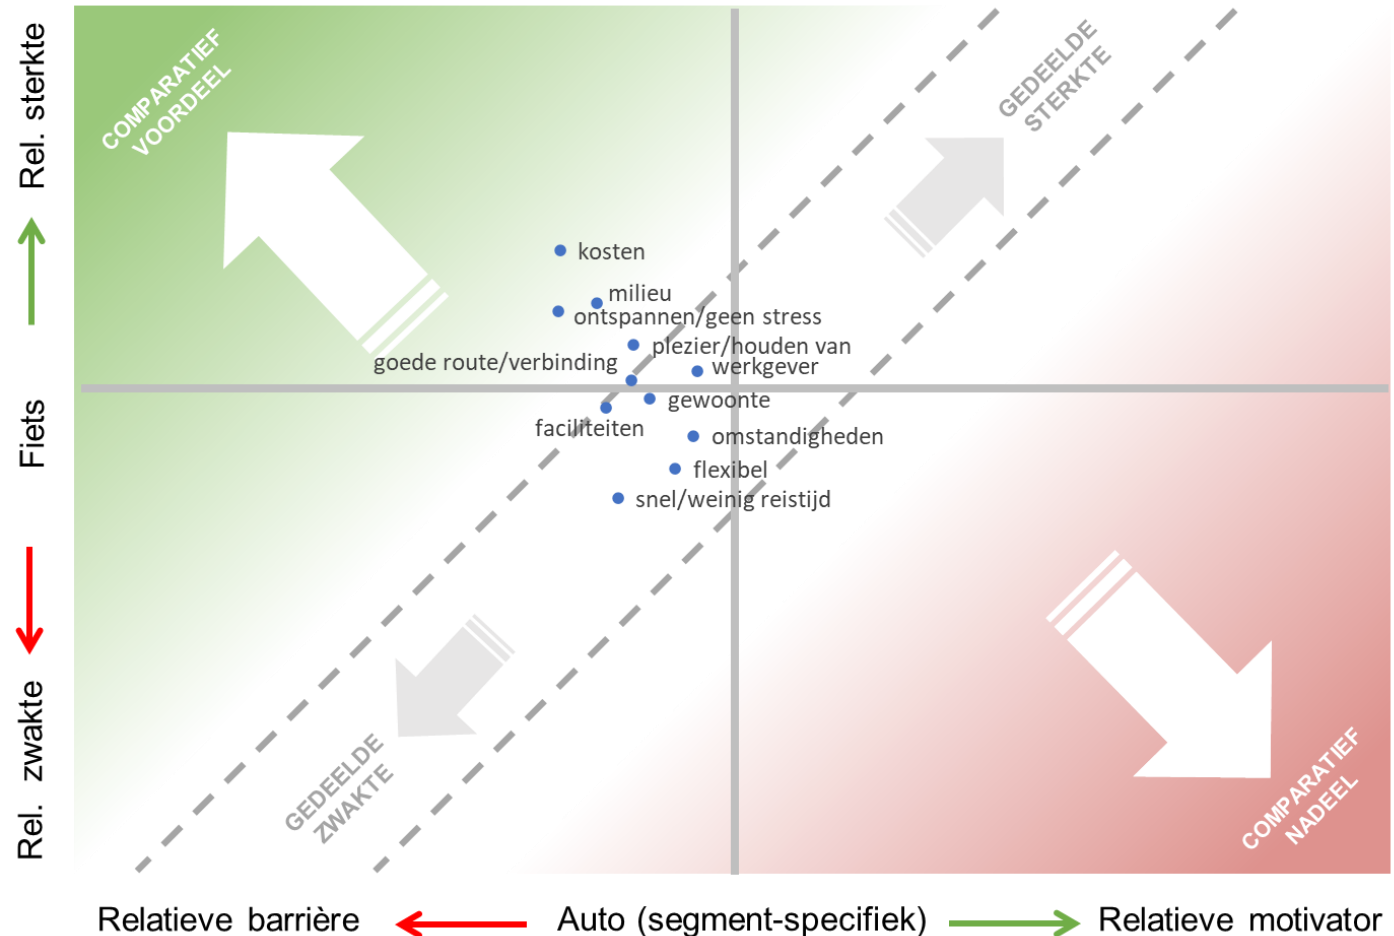 Rel. sterkte
Fiets
Rel. zwakte
COMPARATIEF
VOORDEEL
GEDEELDE
STERKTE
kosten
milieu
ontspannen/geen stress
plezier/houden van
goede route/verbinding
werkgever
gewoonte
faciliteiten
omstandigheden
flexibel
snel/weinig reistijd
GEDEELDE
ZWAKTE
COMPARATIEF
NADEEL
Relatieve barrière
Auto (segment-specifiek)
Relatieve motivator